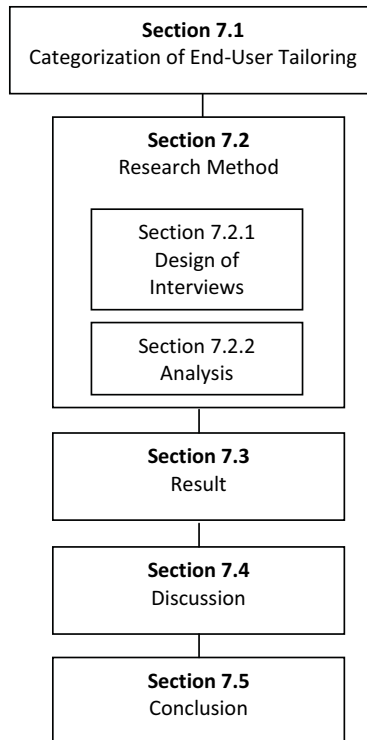 Section 7.1
Categorization of End-User Tailoring
Section 7.2
Research Method
Section 7.2.1
Design of
Interviews
Section 7.2.2
Analysis
Section 7.3
Result
Section 7.4
Discussion
Section 7.5
Conclusion